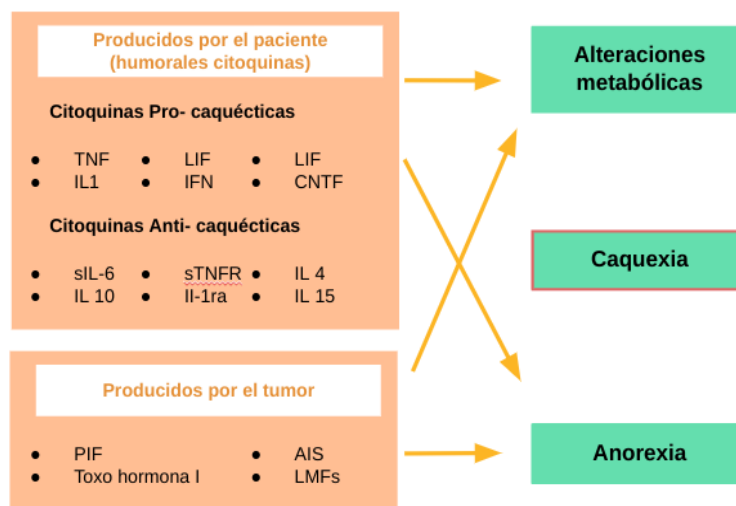 Producidos por el paciente
(humorales citoquinas)
Citoquinas Pro- caquécticas
● TNF ● LIF ● LIF
● IL1 ● IFN ● CNTF
Citoquinas Anti- caquécticas
● sIL-6 ● sTNFR ● IL 4
● IL 10 ● Il-1ra ● IL 15
Producidos por el tumor
● PIF ● AIS
● Toxo hormona I ● LMFs
Alteraciones
metabólicas
Caquexia
Anorexia